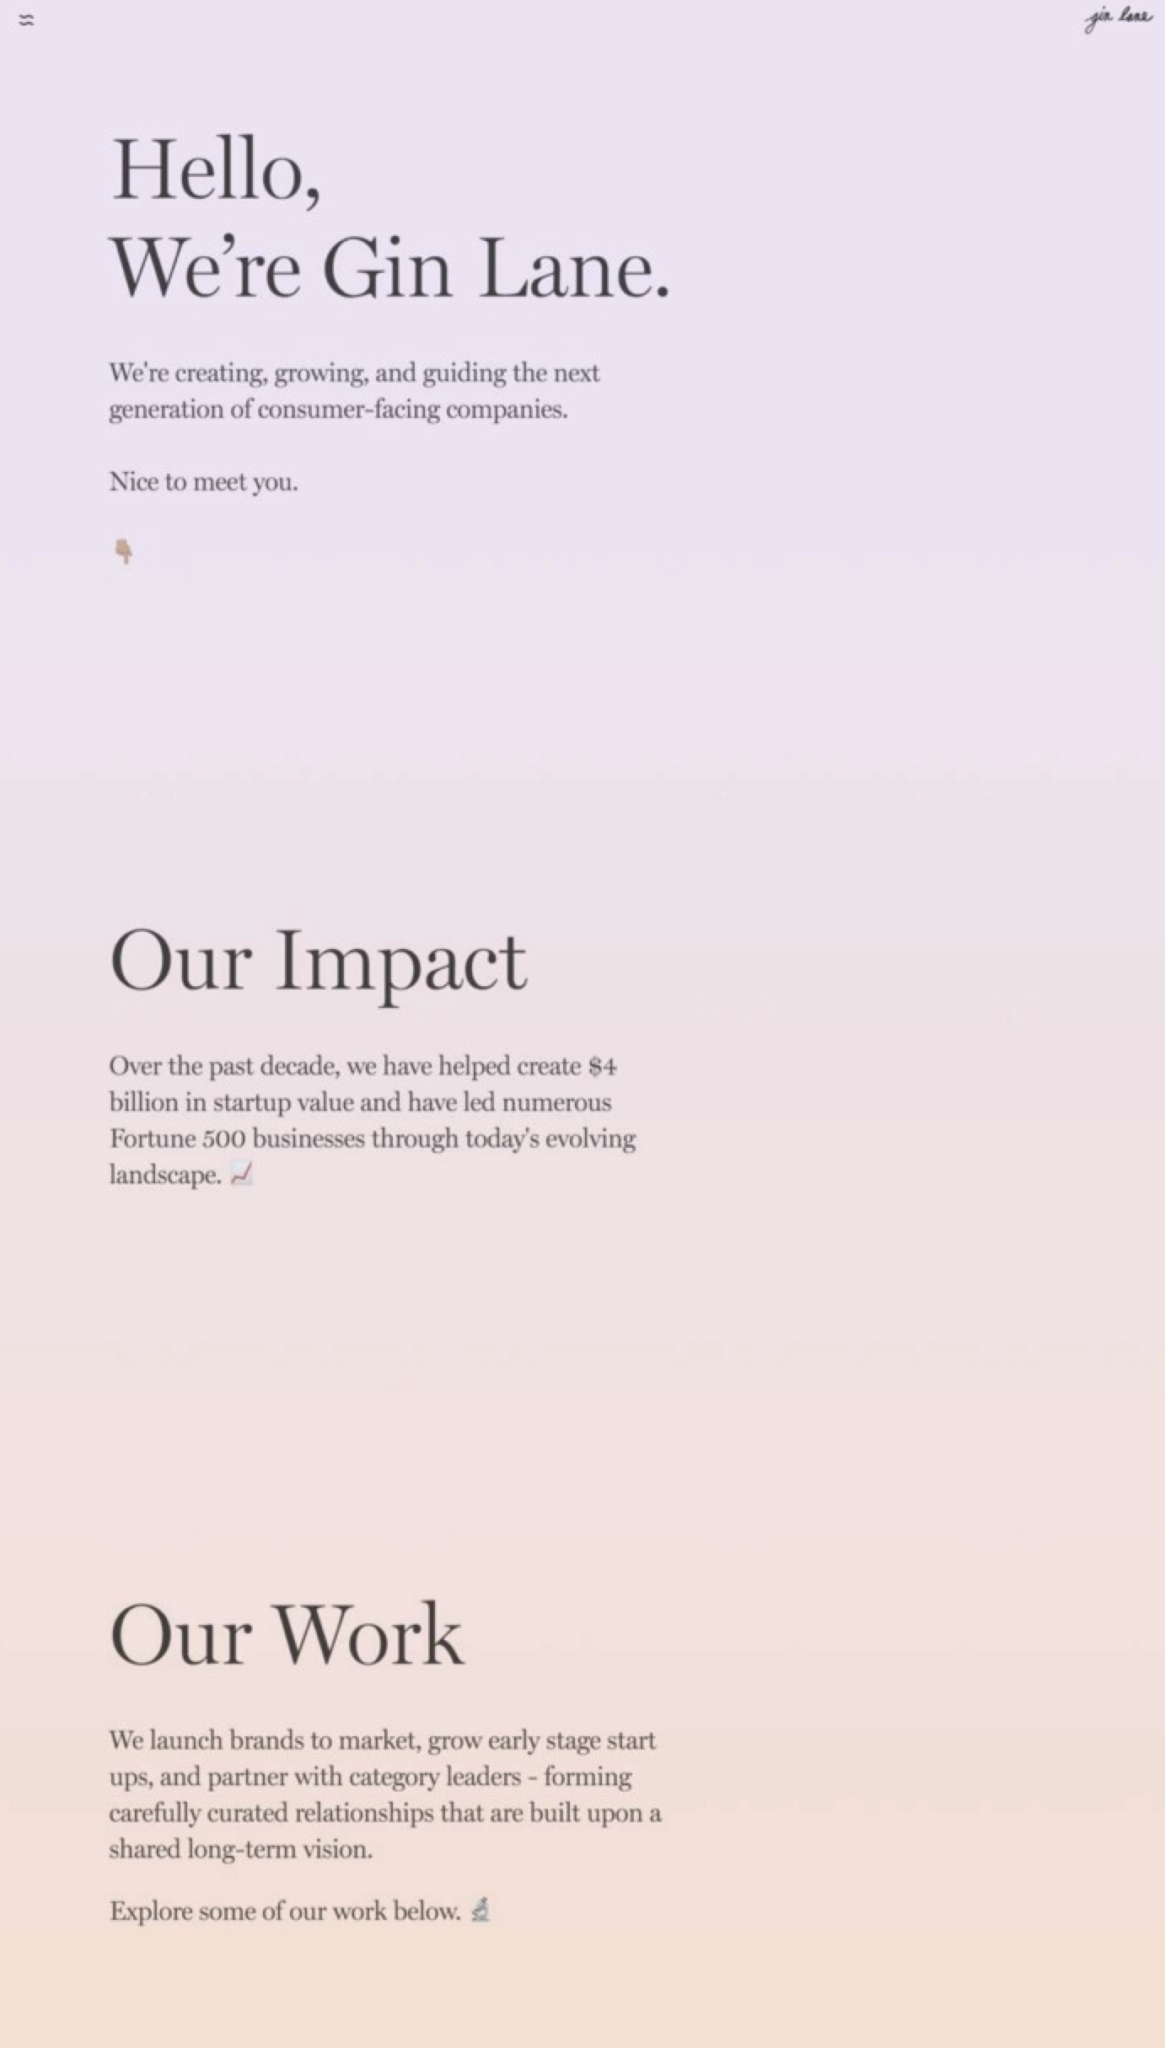 gin lane
Hello,
We’re Gin Lane.
We're creating, growing, and guiding the next
generation of consumer-facing companies.
Nice to meet you.
👇🏽
Our Impact
Over the past decade, we have helped create $4
billion in startup value and have led numerous
Fortune 500 businesses through today's evolving
landscape. 📈
Our Work
We launch brands to market, grow early stage start
ups, and partner with category leaders - forming
carefully curated relationships that are built upon a
shared long-term vision.
Explore some of our work below. 🔬